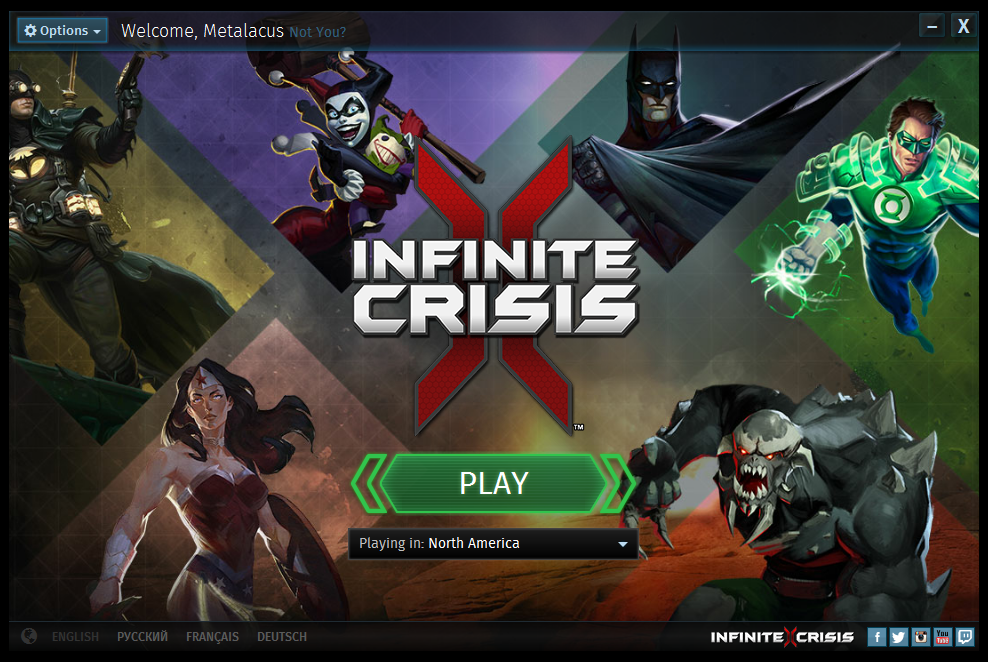 Options
Welcome, Metalacus Not You?
X
INFINITE
CRISIS
TM
PLAY
Playing in: North America
ENGLISH РУССКИЙ FRANÇAIS DEUTSCH
INFINITE CRISIS
f You Tube